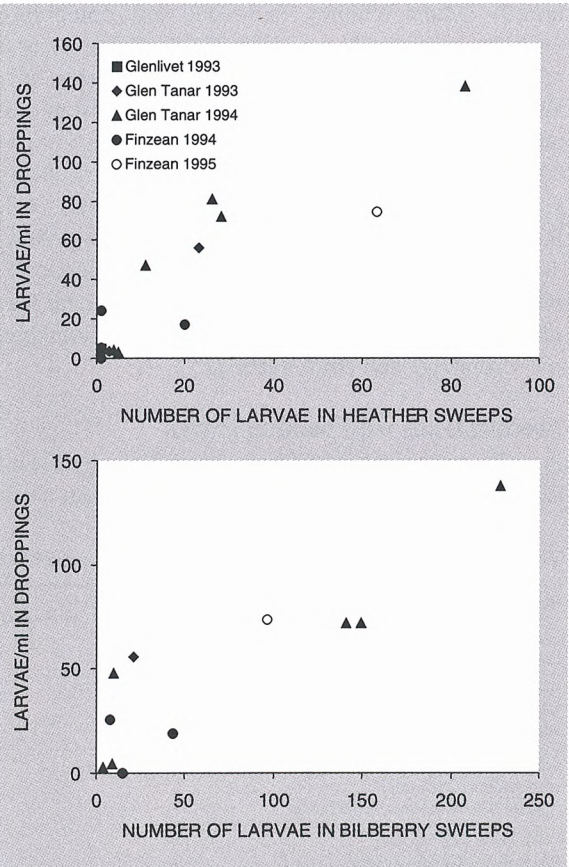 LARVAE/ml IN DROPPINGS
160
140
120
100
80
60
40
20
0
Glenlivet 1993
Glen Tanar 1993
Glen Tanar 1994
Finzean 1994
Finzean 1995
0 20 40 60 80 100
NUMBER OF LARVAE IN HEATHER SWEEPS
LARVAE/ml IN DROPPINGS
150
100
50
0
0 50 100 150 200 250
NUMBER OF LARVAE IN BILBERRY SWEEPS